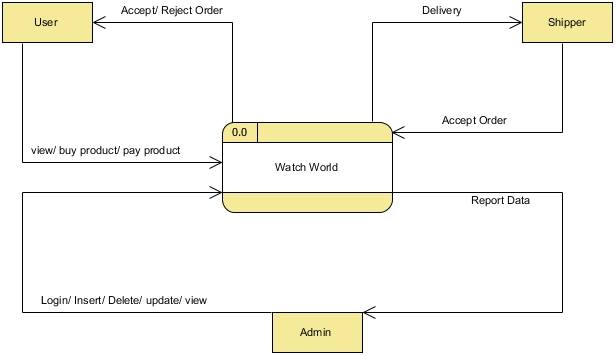 Accept/ Reject Order
Delivery
User
Shipper
Accept Order
0.0
view/ buy product/ pay product
Watch World
Report Data
Login/ Insert/ Delete/ update/ view
Admin